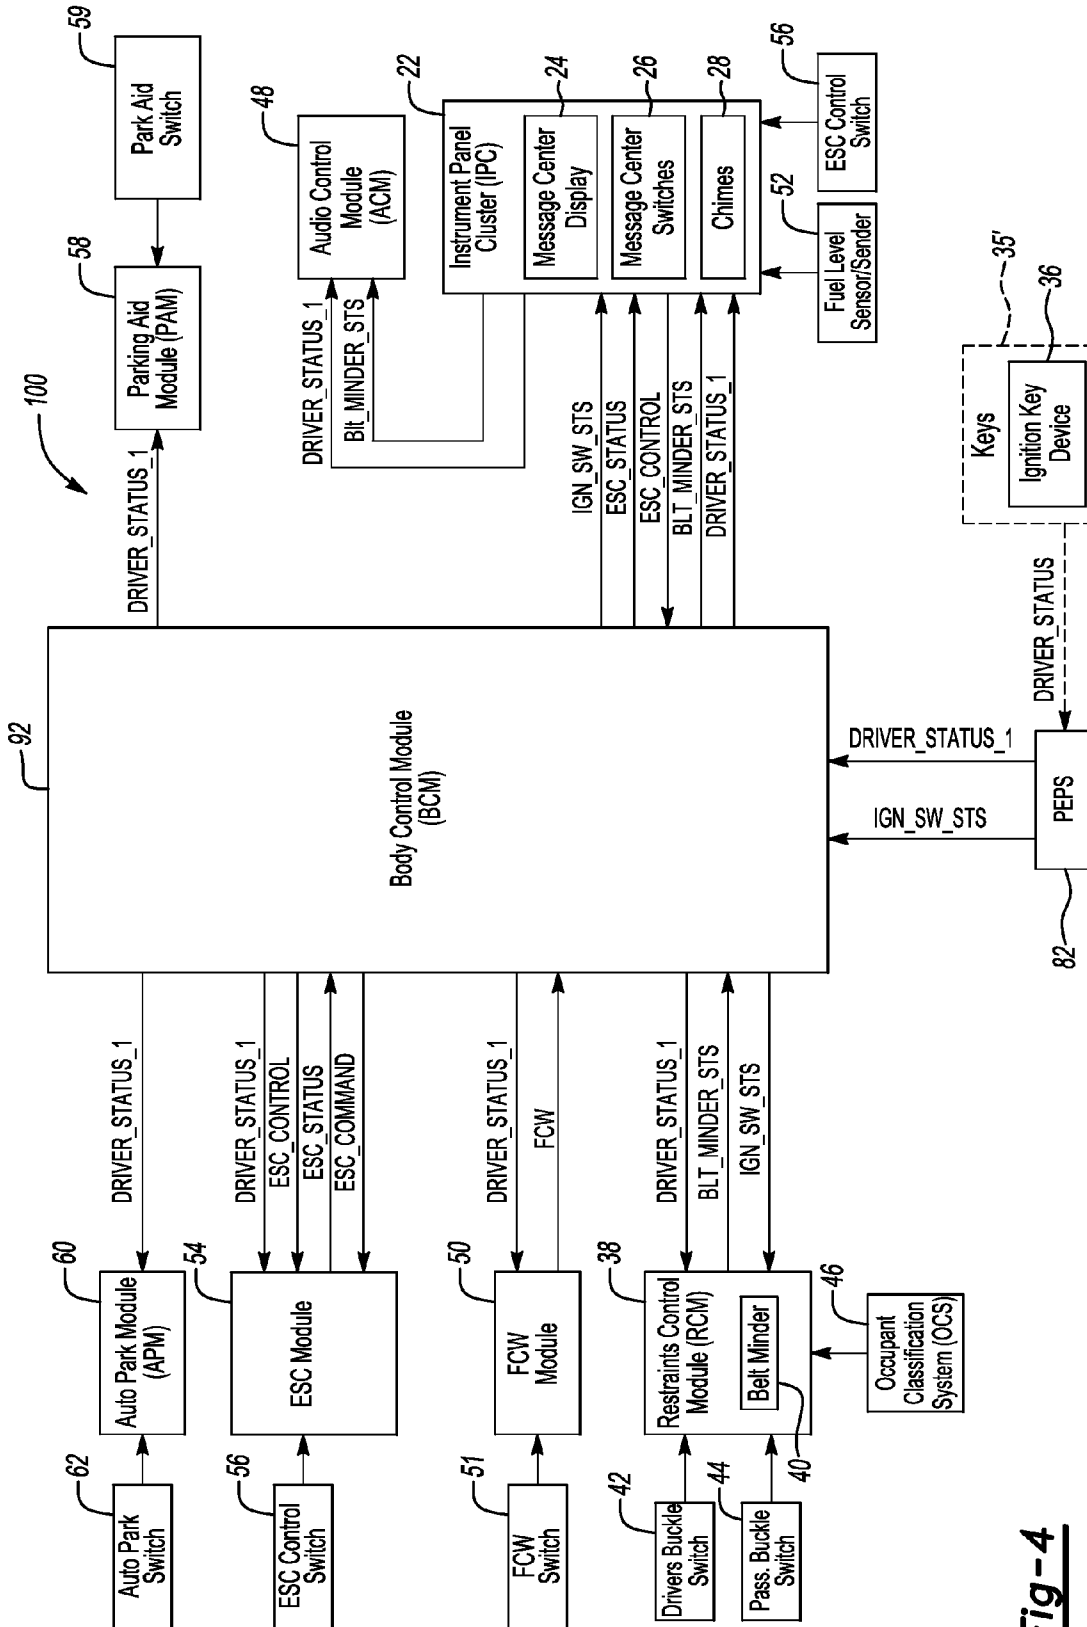 100
62
Auto Park
Switch
60
Auto Park Module
(APM)
DRIVER_STATUS_1
56
ESC Control
Switch
54
ESC Module
DRIVER_STATUS_1
ESC_CONTROL
ESC_STATUS
ESC_COMMAND
51
FCW
Switch
50
FCW
Module
DRIVER_STATUS_1
FCW
42
Drivers Buckle
Switch
44
Pass. Buckle
Switch
38
Restraints Control
Module (RCM)
Belt Minder
40
DRIVER_STATUS_1
BLT_MINDER_STS
IGN_SW_STS
46
Occupant
Classification
System (OCS)
92
Body Control Module
(BCM)
DRIVER_STATUS_1
58
Parking Aid
Module (PAM)
59
Park Aid
Switch
DRIVER_STATUS_1
Blt_MINDER_STS
48
Audio Control
Module
(ACM)
22
Instrument Panel
Cluster (IPC)
24
Message Center
Display
26
Message Center
Switches
28
Chimes
IGN_SW_STS
ESC_STATUS
ESC_CONTROL
BLT_MINDER_STS
DRIVER_STATUS_1
52
Fuel Level
Sensor/Sender
56
ESC Control
Switch
IGN_SW_STS
DRIVER_STATUS_1
82
PEPS
DRIVER_STATUS
35'
Keys
36
Ignition Key
Device
Fig-4